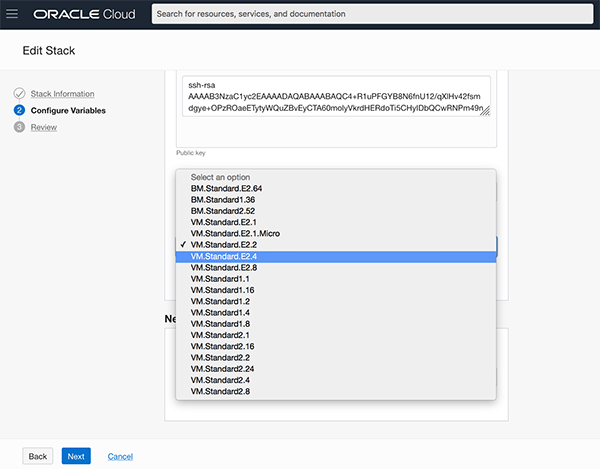 ORACLE Cloud
Search for resources, services, and documentation
Edit Stack
Stack Information
2 Configure Variables
3 Review
ssh-rsa
AAAAB3NzaC1yc2EAAAADAQABAAABAQC4+R1uPFGYB8N6fnU12/qXlHv42fsm
dgye+OPzROaeETytyWQuZBvEyCTA60molyVkrdHERdoTi5CHylDbQCwRNPm49n
Public key
Select an option
BM.Standard.E2.64
BM.Standard1.36
BM.Standard2.52
VM.Standard.E2.1
VM.Standard.E2.1.Micro
✓ VM.Standard.E2.2
VM.Standard.E2.4
VM.Standard.E2.8
VM.Standard1.1
VM.Standard1.16
VM.Standard1.2
VM.Standard1.4
VM.Standard1.8
VM.Standard2.1
VM.Standard2.16
VM.Standard2.2
VM.Standard2.24
VM.Standard2.4
VM.Standard2.8
Ne
Back
Next
Cancel